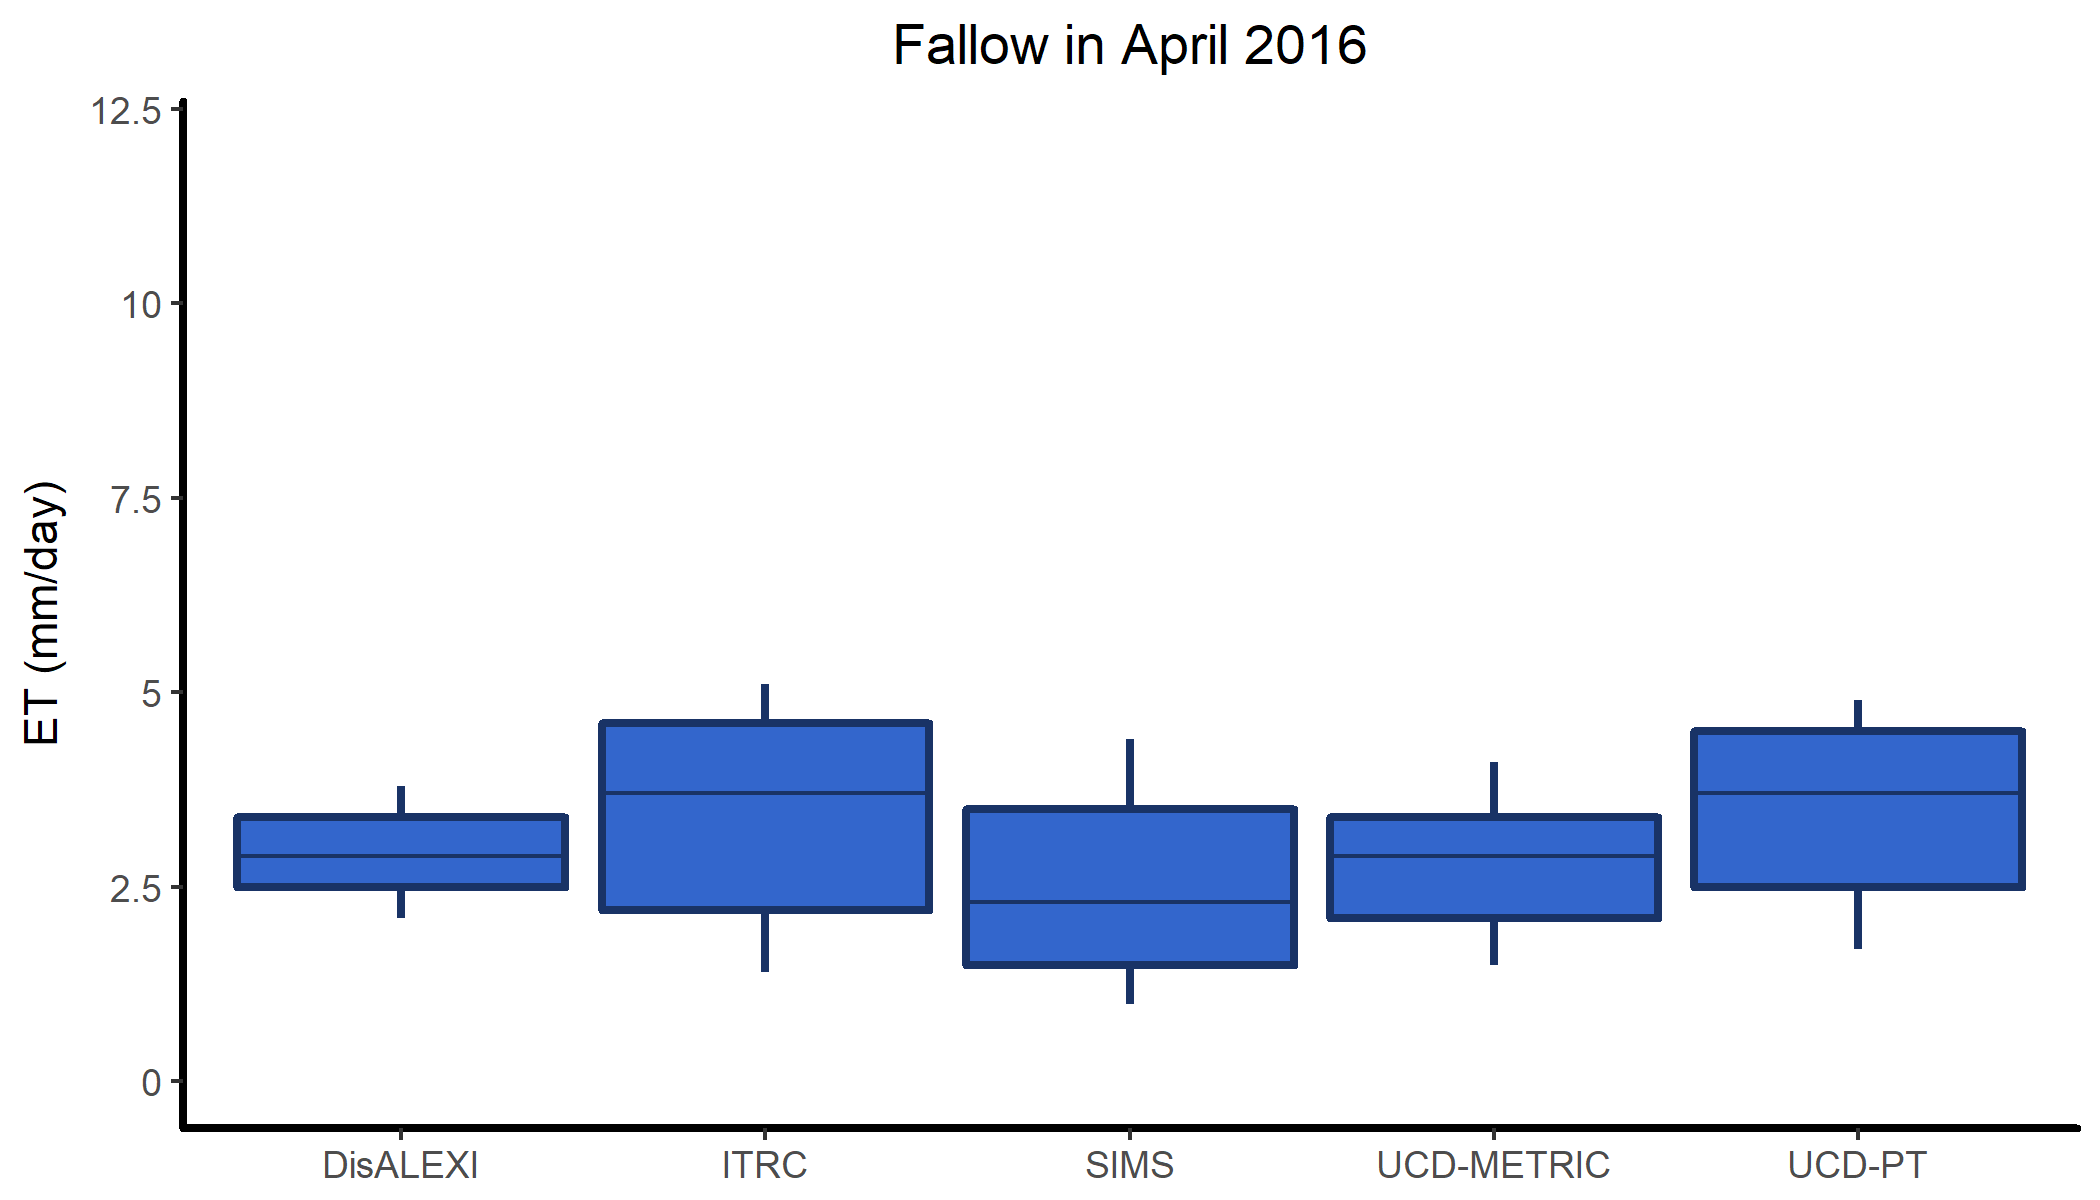 Fallow in April 2016
ET (mm/day)
12.5
10
7.5
5
2.5
0
DisALEXI
ITRC
SIMS
UCD-METRIC
UCD-PT